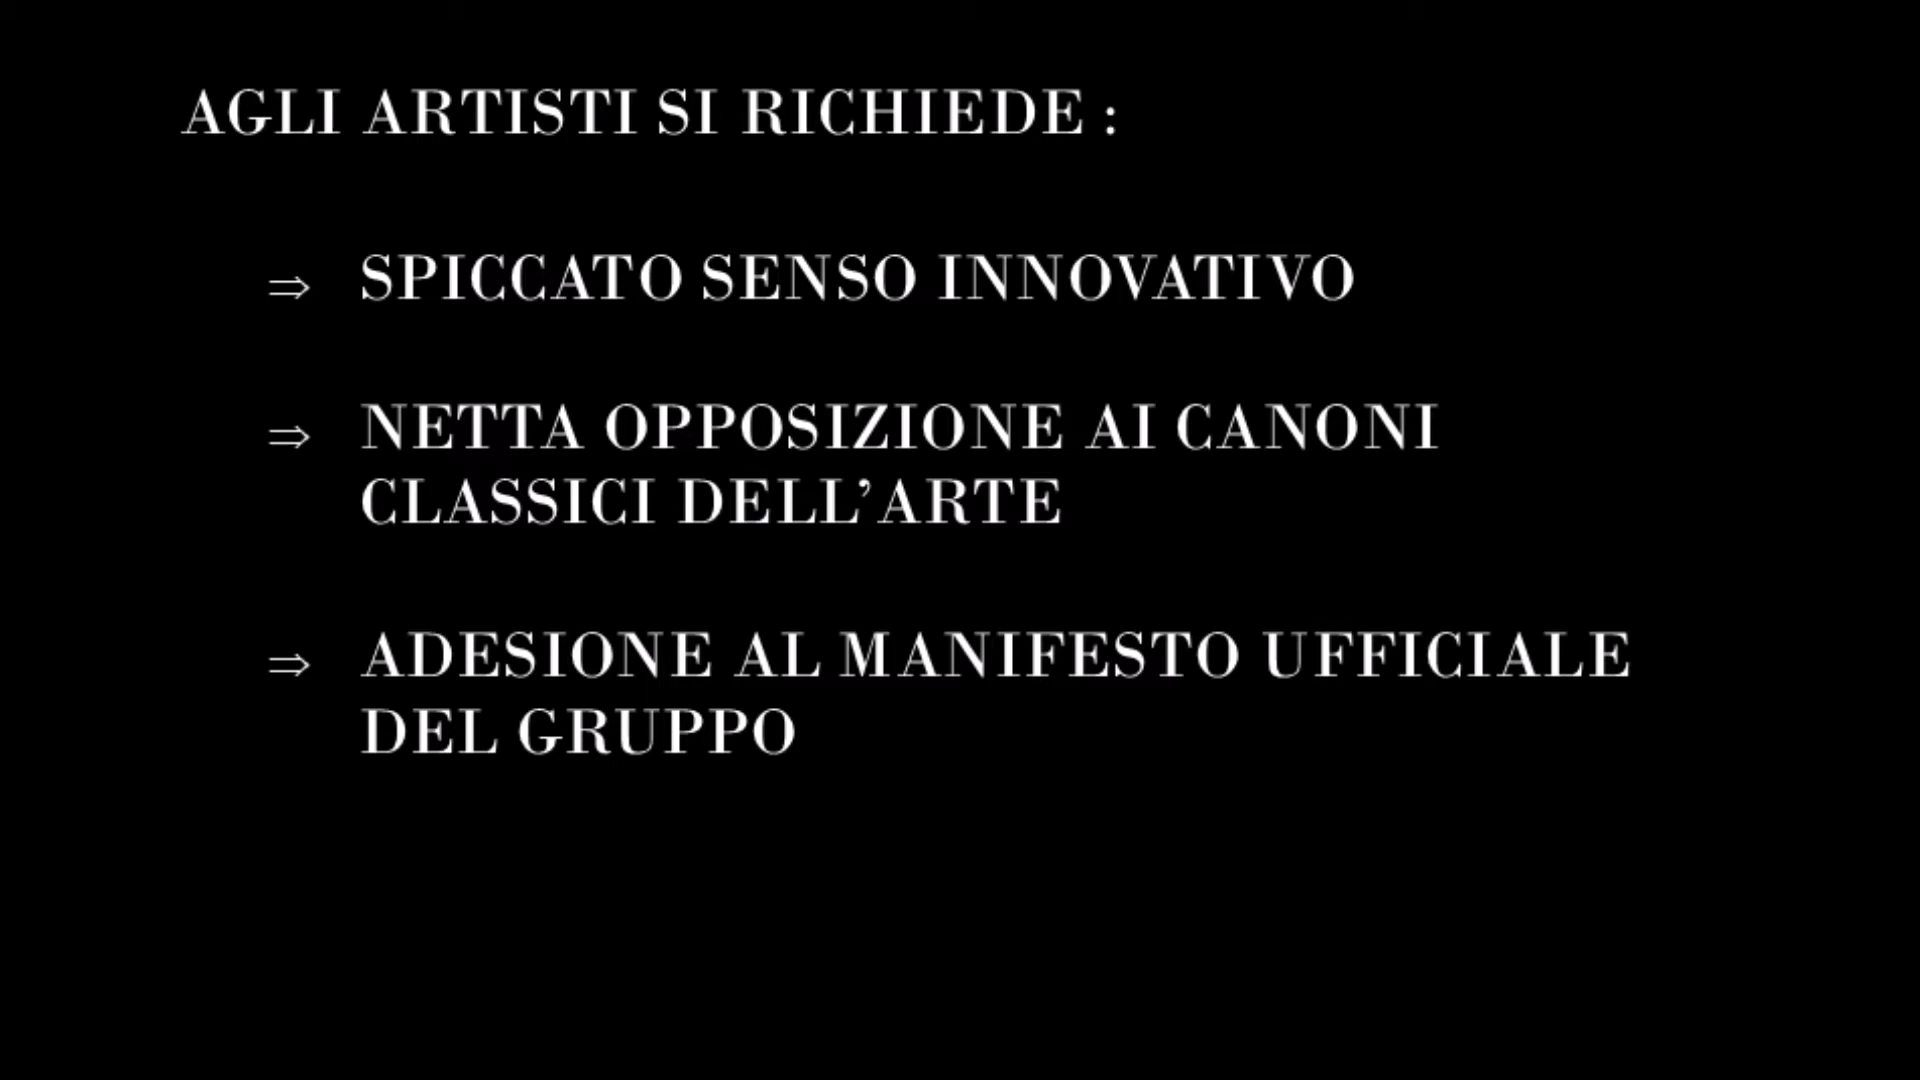 AGLI ARTISTI SI RICHIEDE :
⇒ SPICCATO SENSO INNOVATIVO
⇒ NETTA OPPOSIZIONE AI CANONI
CLASSICI DELL’ARTE
⇒ ADESIONE AL MANIFESTO UFFICIALE
DEL GRUPPO